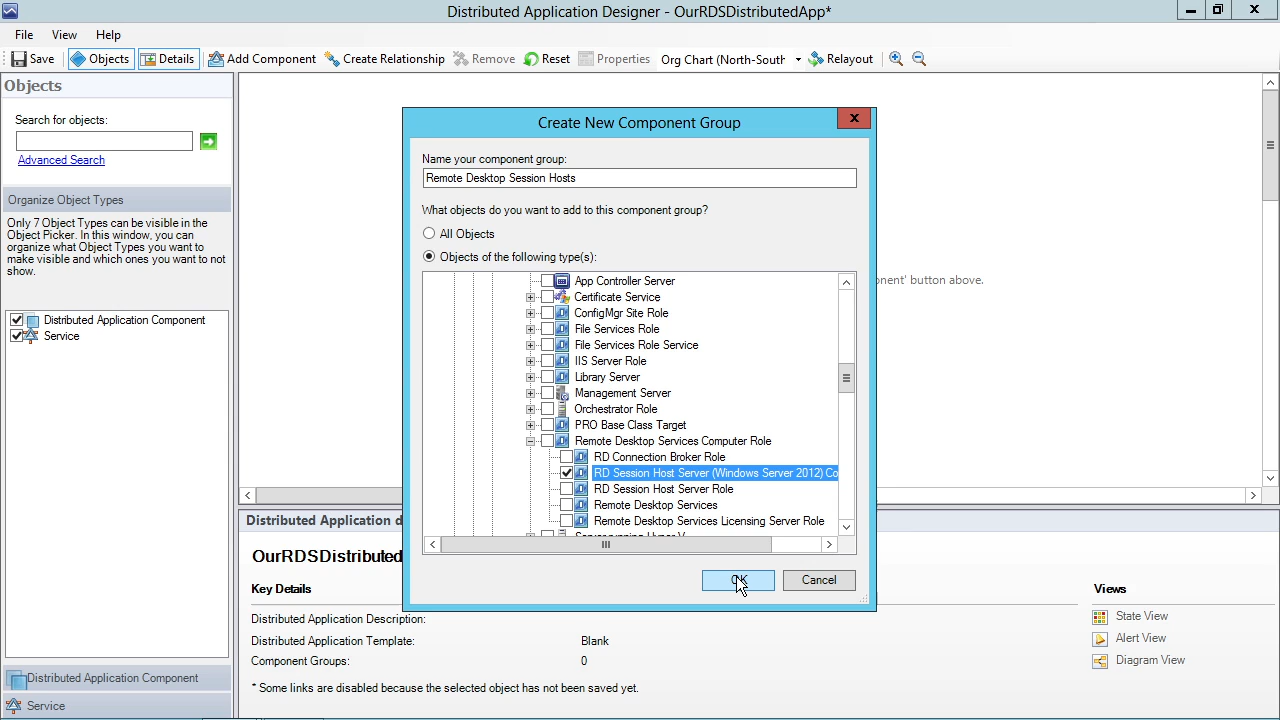 Distributed Application Designer - OurRDSDistributedApp*
File View Help
Save Objects Details Add Component Create Relationship Remove Reset Properties Org Chart (North-South Relayout
Objects
Search for objects:
Advanced Search
Organize Object Types
Only 7 Object Types can be visible in the
Object Picker. In this window, you can
organize what Object Types you want to
make visible and which ones you want to not
show.
Distributed Application Component
Service
Distributed Application Component
Service
Create New Component Group
Name your component group:
Remote Desktop Session Hosts
What objects do you want to add to this component group?
All Objects
Objects of the following type(s):
App Controller Server
Certificate Service
ConfigMgr Site Role
File Services Role
File Services Role Service
IIS Server Role
Library Server
Management Server
Orchestrator Role
PRO Base Class Target
Remote Desktop Services Computer Role
RD Connection Broker Role
RD Session Host Server (Windows Server 2012) Co
RD Session Host Server Role
Remote Desktop Services
Remote Desktop Services Licensing Server Role
OK Cancel
onent' button above.
Distributed Application d
OurRDSDistributed
Key Details
Distributed Application Description:
Distributed Application Template: Blank
Component Groups: 0
* Some links are disabled because the selected object has not been saved yet.
Views
State View
Alert View
Diagram View